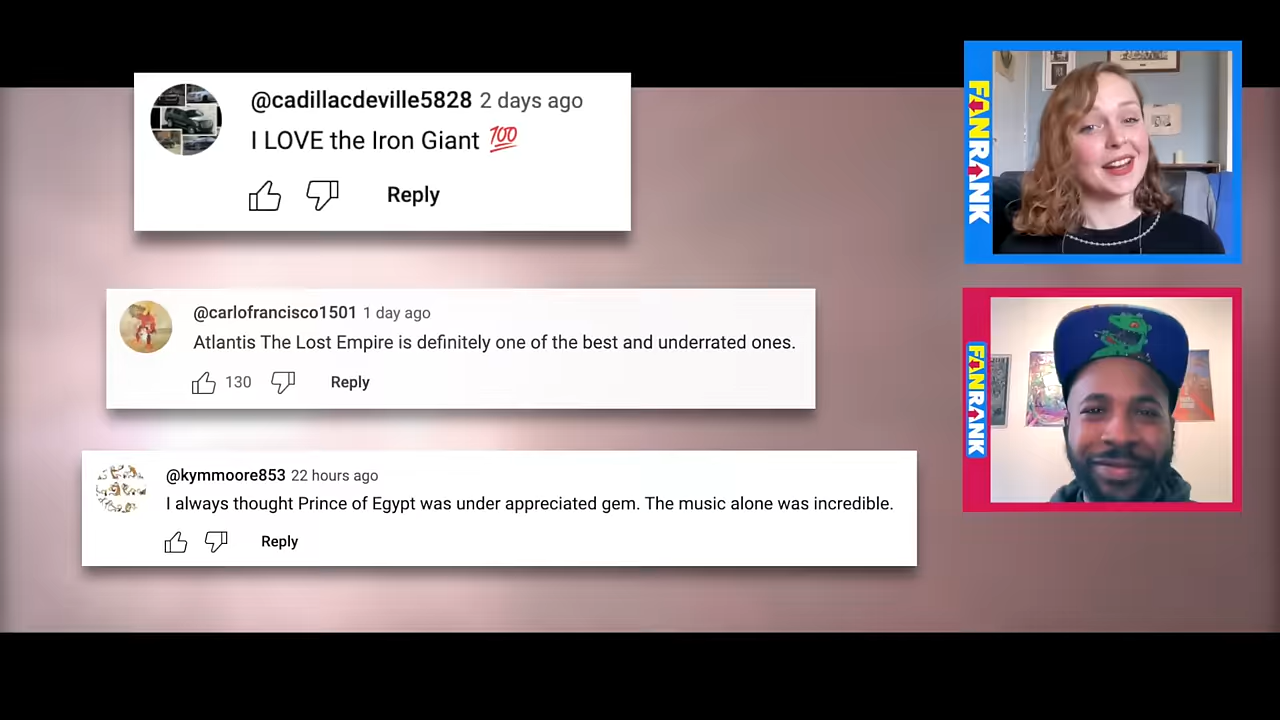 @cadillacdeville5828 2 days ago
I LOVE the Iron Giant 💯
Reply
@carlofrancisco1501 1 day ago
Atlantis The Lost Empire is definitely one of the best and underrated ones.
130
Reply
@kymmoore853 22 hours ago
I always thought Prince of Egypt was under appreciated gem. The music alone was incredible.
Reply
FANRANK
FANRANK